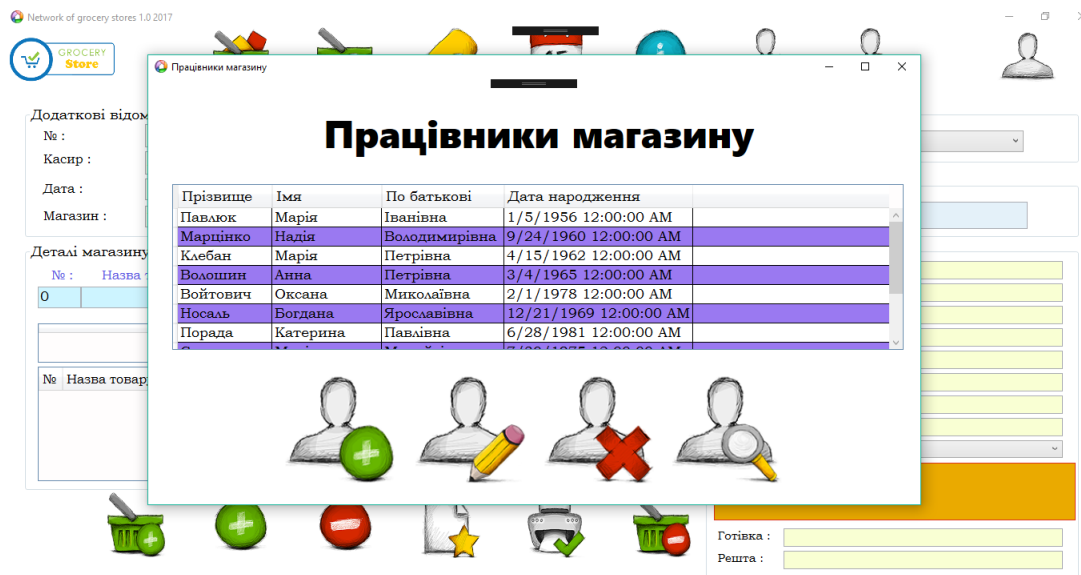 Network of grocery stores 1.0 2017
GROCERY
Store
Працівники магазину
Працівники магазину
Прізвище Імя По батькові Дата народження
Павлюк Марія Іванівна 1/5/1956 12:00:00 AM
Марцінко Надія Володимирівна 9/24/1960 12:00:00 AM
Клебан Марія Петрівна 4/15/1962 12:00:00 AM
Волошин Анна Петрівна 3/4/1965 12:00:00 AM
Войтович Оксана Миколаївна 2/1/1978 12:00:00 AM
Носаль Богдана Ярославівна 12/21/1969 12:00:00 AM
Порада Катерина Павлівна 6/28/1981 12:00:00 AM
Додаткові відом
№ :
Касир :
Дата :
Магазин :
Деталі магазину
№ : Назва т
0
№ Назва товару
Готівка :
Решта :